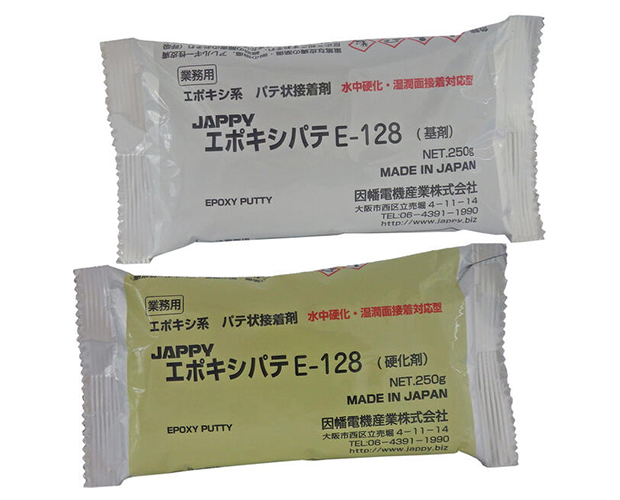 業務用
エポキシ系 パテ状接着剤 水中硬化・湿潤面接着対応型
JAPPY
エポキシパテ E-128 (基剤)
NET.250g
MADE IN JAPAN
EPOXY PUTTY
因幡電機産業株式会社
大阪市西区立売堀 4-11-14
TEL:06-4391-1990
http://www.jappy.biz
業務用
エポキシ系 パテ状接着剤 水中硬化・湿潤面接着対応型
JAPPY
エポキシパテ E-128 (硬化剤)
NET.250g
MADE IN JAPAN
EPOXY PUTTY
因幡電機産業株式会社
大阪市西区立売堀 4-11-14
TEL:06-4391-1990
http://www.jappy.biz